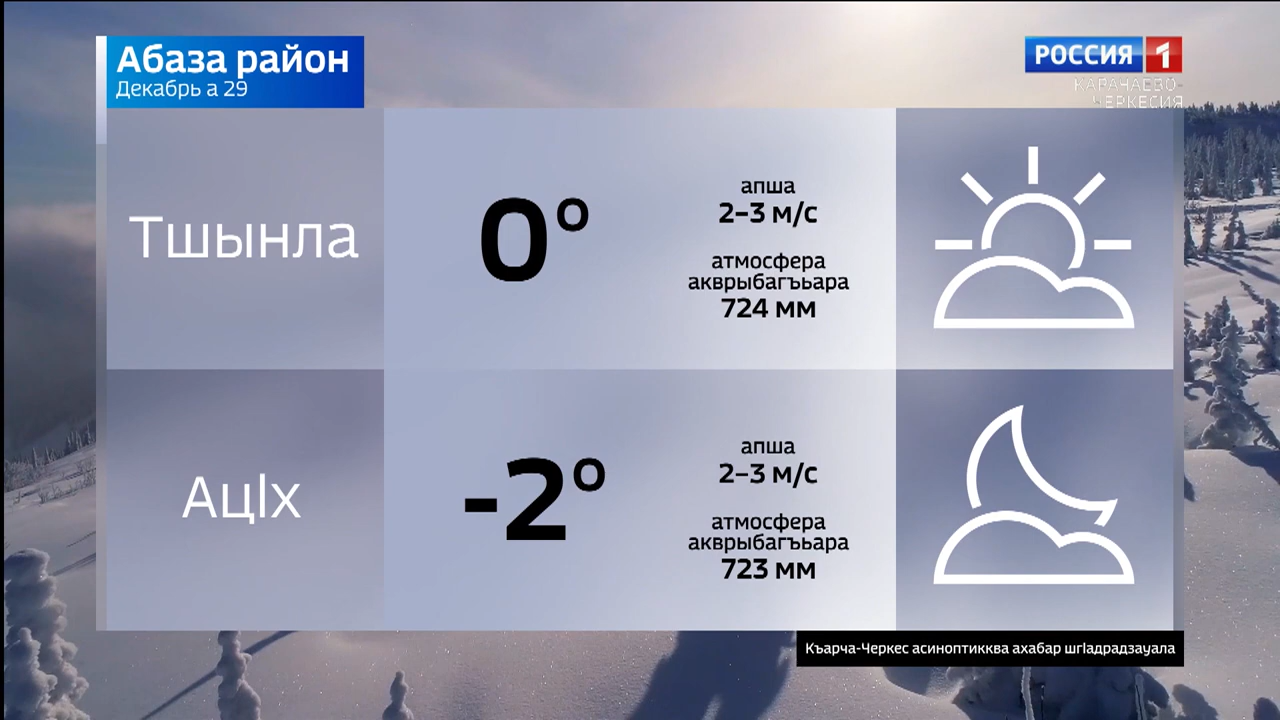 Абаза район
Декабрь а 29
РОССИЯ 1
КАРАЧАЕВО-
ЧЕРКЕСИЯ
Тшынла
0°
апша
2–3 м/с
атмосфера
акврыбагъьара
724 мм
АцӀх
-2°
апша
2–3 м/с
атмосфера
акврыбагъьара
723 мм
Къарча-Черкес асиноптикква ахабар шгӀадрадзауала